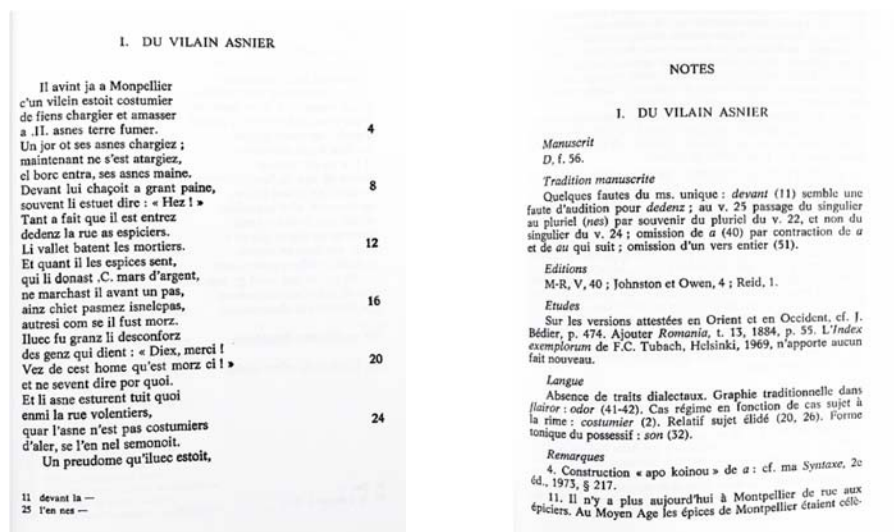 I. DU VILAIN ASNIER
Il avint ja a Monpellier
c'un vilein estoit costumier
de fiens chargier et amasser
a .II. asnes terre fumer. 4
Un jor ot ses asnes chargiez ;
maintenant ne s'est atargiez,
el borc entra, ses asnes maine.
Devant lui chaçoit a grant paine, 8
souvent li estuet dire : « Hez ! »
Tant a fait que il est entrez
dedenz la rue as espiciers.
Li vallet batent les mortiers. 12
Et quant il les espices sent,
qui li donast .C. mars d'argent,
ne marchast il avant un pas,
ainz chiet pasmez isnelepas, 16
autresi com se il fust morz.
Iluec fu granz li desconforz
des genz qui dient : « Diex, merci !
Vez de cest home qu'est morz ci ! » 20
et ne sevent dire por quoi.
Et li asne esturent tuit quoi
enmi la rue volentiers,
quar l'asne n'est pas costumiers 24
d'aler, se l'en nel semonoit.
Un preudome qu'iluec estoit,
11 devant la —
25 l'en nes —
NOTES
I. DU VILAIN ASNIER
Manuscrit
D, f. 56.
Tradition manuscrite
Quelques fautes du ms. unique : devant (11) semble une
faute d'audition pour dedenz ; au v. 25 passage du singulier
au pluriel (nes) par souvenir du pluriel du v. 22, et non du
singulier du v. 24 ; omission de a (40) par contraction de a
et de au qui suit ; omission d'un vers entier (51).
Editions
M-R, V, 40 ; Johnston et Owen, 4 ; Reid, 1.
Etudes
Sur les versions attestées en Orient et en Occident, cf. J.
Bédier, p. 474. Ajouter Romania, t. 13, 1884, p. 55. L'Index
exemplorum de F.C. Tubach, Helsinki, 1969, n'apporte aucun
fait nouveau.
Langue
Absence de traits dialectaux. Graphie traditionnelle dans
flairor : odor (41-42). Cas régime en fonction de cas sujet à
la rime : costumier (2). Relatif sujet élidé (20, 26). Forme
tonique du possessif : son (32).
Remarques
4. Construction « apo koinou » de a : cf. ma Syntaxe, 2e
éd., 1973, § 217.
11. Il n'y a plus aujourd'hui à Montpellier de rue aux
épiciers. Au Moyen Age les épices de Montpellier étaient célè-